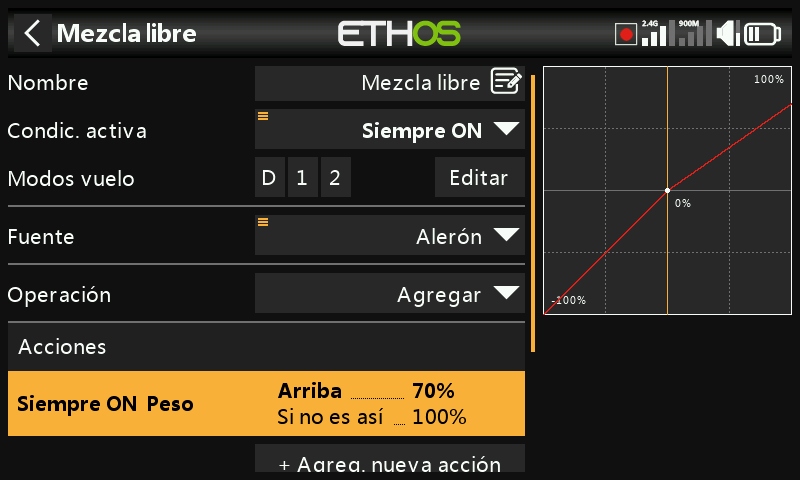 Mezcla libre
ETHOS
2.4G
900M
Nombre
Mezcla libre
Condic. activa
Siempre ON
Modos vuelo
D 1 2
Editar
Fuente
Alerón
Operación
Agregar
Acciones
Siempre ON Peso
Arriba ........... 70%
Si no es así .... 100%
+ Agreg. nueva acción
100%
0%
-100%